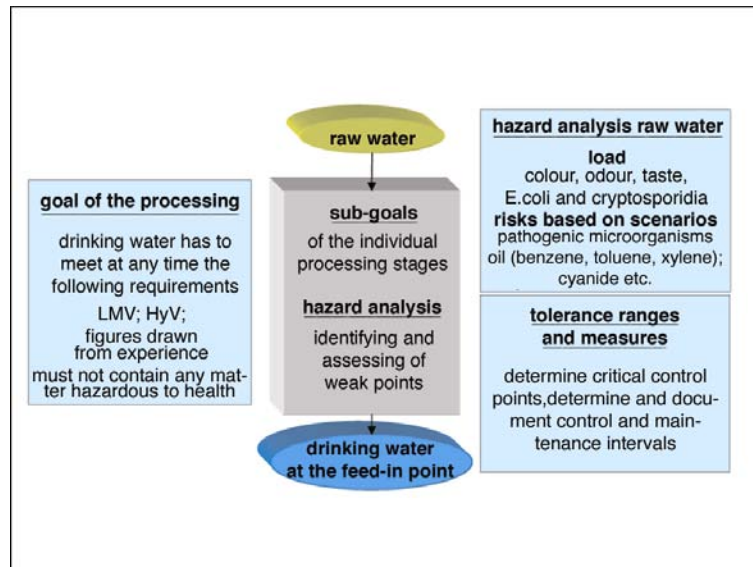 raw water
hazard analysis raw water
load
colour, odour, taste,
E.coli and cryptosporidia
risks based on scenarios
pathogenic microorganisms
oil (benzene, toluene, xylene);
cyanide etc.
goal of the processing
drinking water has to
meet at any time the
following requirements
LMV; HyV;
figures drawn
from experience
must not contain any mat-
ter hazardous to health
sub-goals
of the individual
processing stages
hazard analysis
identifying and
assessing of
weak points
tolerance ranges
and measures
determine critical control
points,determine and docu-
ment control and main-
tenance intervals
drinking water
at the feed-in point